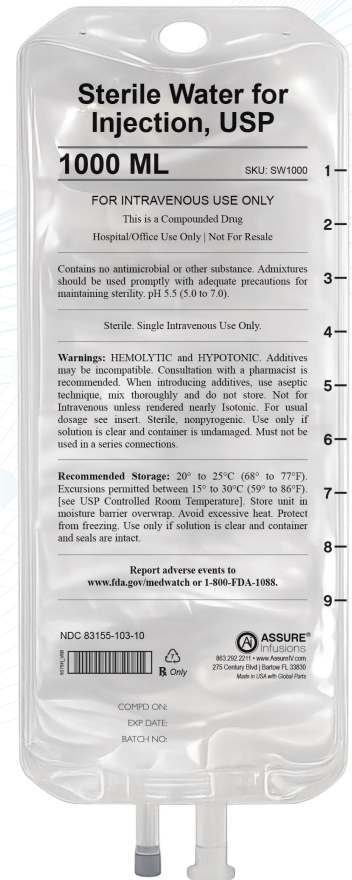 Sterile Water for
Injection, USP
1000 ML
SKU: SW1000
FOR INTRAVENOUS USE ONLY
This is a Compounded Drug
Hospital/Office Use Only | Not For Resale
Contains no antimicrobial or other substance. Admixtures
should be used promptly with adequate precautions for
maintaining sterility. pH 5.5 (5.0 to 7.0).
Sterile. Single Intravenous Use Only.
Warnings: HEMOLYTIC and HYPOTONIC. Additives
may be incompatible. Consultation with a pharmacist is
recommended. When introducing additives, use aseptic
technique, mix thoroughly and do not store. Not for
Intravenous unless rendered nearly Isotonic. For usual
dosage see insert. Sterile, nonpyrogenic. Use only if
solution is clear and container is undamaged. Must not be
used in a series connections.
Recommended Storage: 20° to 25°C (68° to 77°F).
Excursions permitted between 15° to 30°C (59° to 86°F).
[see USP Controlled Room Temperature]. Store unit in
moisture barrier overwrap. Avoid excessive heat. Protect
from freezing. Use only if solution is clear and container
and seals are intact.
Report adverse events to
www.fda.gov/medwatch or 1-800-FDA-1088.
NDC 83155-103-10
7
Rx Only
Ai ASSURE®
Infusions
863.292.2211 • www.AssureIV.com
275 Century Blvd | Bartow FL 33830
Made in USA with Global Parts
COMPD ON:
EXP DATE:
BATCH NO:
1
2
3
4
5
6
7
8
9